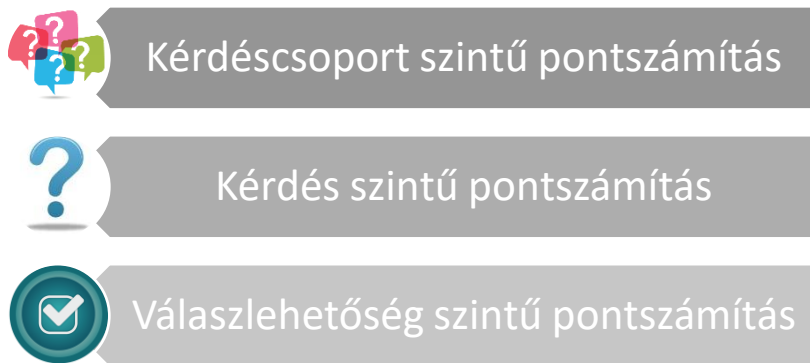 Kérdéscsoport szintű pontszámítás
Kérdés szintű pontszámítás
Válaszlehetőség szintű pontszámítás